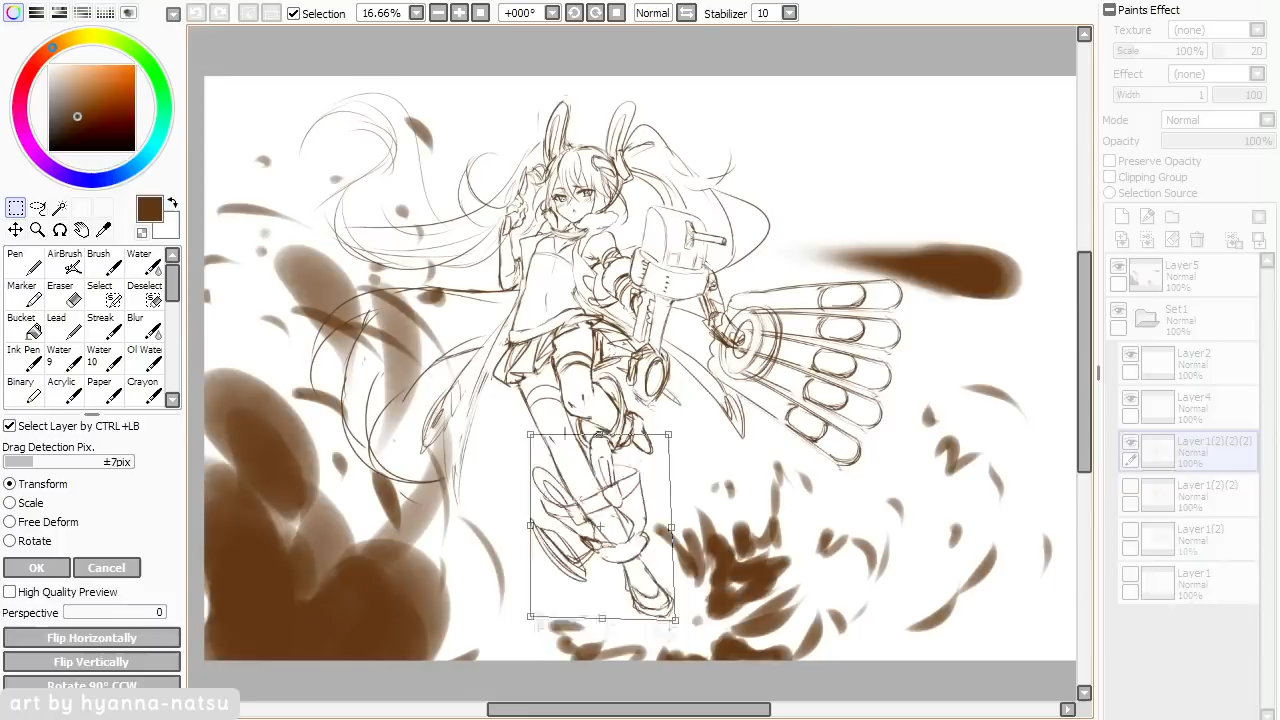 Selection 16.66% +000° Normal Stabilizer 10
Paints Effect
Texture (none)
Scale 100% 20
Effect (none)
Width 1 100
Mode Normal
Opacity 100%
Preserve Opacity
Clipping Group
Selection Source
Pen AirBrush Brush Water
Marker Eraser Select Deselect
Bucket Lead Streak Blur
Ink Pen Water 9 Water 10 Ol Water
Binary Acrylic Paper Crayon
Select Layer by CTRL+LB
Drag Detection Pix.
±7pix
Transform
Scale
Free Deform
Rotate
OK Cancel
High Quality Preview
Perspective 0
Flip Horizontally
Flip Vertically
Rotate 90° CCW
art by hyanna-natsu
Layer5
Normal
100%
Set1
Normal
100%
Layer2
Normal
100%
Layer4
Normal
100%
Layer1(2)(2)(2)
Normal
100%
Layer1(2)(2)
Normal
100%
Layer1(2)
Normal
10%
Layer1
Normal
100%